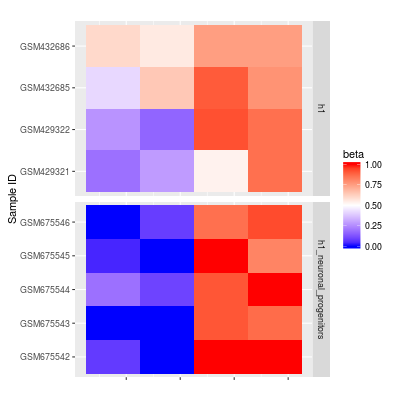 Sample ID
GSM432686
GSM432685
GSM429322
GSM429321
h1
GSM675546
GSM675545
GSM675544
GSM675543
GSM675542
h1_neuronal_progenitors
beta
1.00
0.75
0.50
0.25
0.00